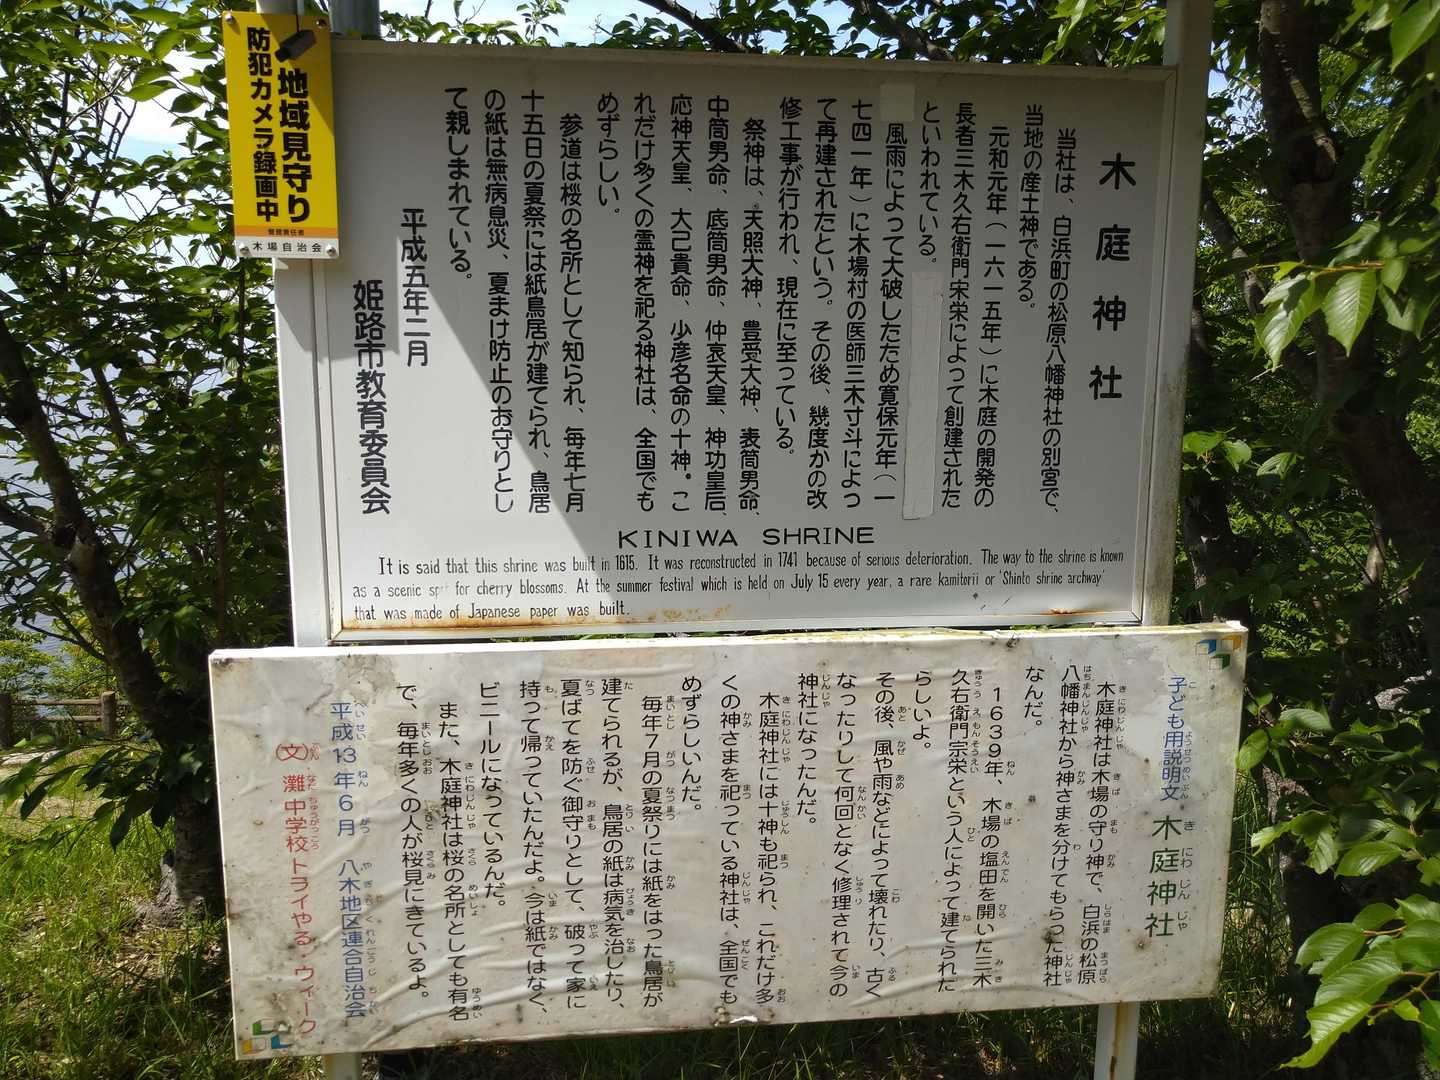 地域見守り
防犯カメラ録画中
管理責任者
木場自治会
木庭神社
当社は、白浜町の松原八幡神社の別宮で、
当地の産土神である。
元和元年(一六一五年)に木庭の開発の
長者三木久右衛門宋栄によって創建された
といわれている。
風雨によって大破したため寛保元年(一
七四一年)に木場村の医師三木寸斗によっ
て再建されたという。その後、幾度かの改
修工事が行われ、現在に至っている。
祭神は、天照大神、豊受大神、表筒男命、
中筒男命、底筒男命、仲哀天皇、神功皇后、
応神天皇、大己貴命、少彦名命の十神。こ
れだけ多くの霊神を祀る神社は、全国でも
めずらしい。
参道は桜の名所として知られ、毎年七月
十五日の夏祭には紙鳥居が建てられ、鳥居
の紙は無病息災、夏まけ防止のお守りとし
て親しまれている。
平成五年二月
姫路市教育委員会
KINIWA SHRINE
It is said that this shrine was built in 1615. It was reconstructed in 1741 because of serious deterioration. The way to the shrine is known
as a scenic sp t for cherry blossoms. At the summer festival which is held on July 15 every year, a rare kamitorii or 'Shinto shrine archway'
that was made of Japanese paper was built.
子ども用説明文 木庭神社
木庭神社は木場の守り神で、白浜の松原
八幡神社から神さまを分けてもらった神社
なんだ。
1639年、木場の塩田を開いた三木
久右衛門宗栄という人によって建てられた
らしいよ。
その後、風や雨などによって壊れたり、古く
なったりして何回となく修理されて今の
神社になったんだ。
木庭神社には十神も祀られ、これだけ多
くの神さまを祀っている神社は、全国でも
めずらしいんだ。
毎年7月の夏祭りには紙をはった鳥居が
建てられるが、鳥居の紙は病気を治したり、
夏ばてを防ぐ御守りとして、破って家に
持って帰っていたんだよ。今は紙ではなく、
ビニールになっているんだ。
また、木庭神社は桜の名所としても有名
で、毎年多くの人が桜見にきているよ。
平成13年6月 八木地区連合自治会
(文)灘中学校トライやる・ウィーク